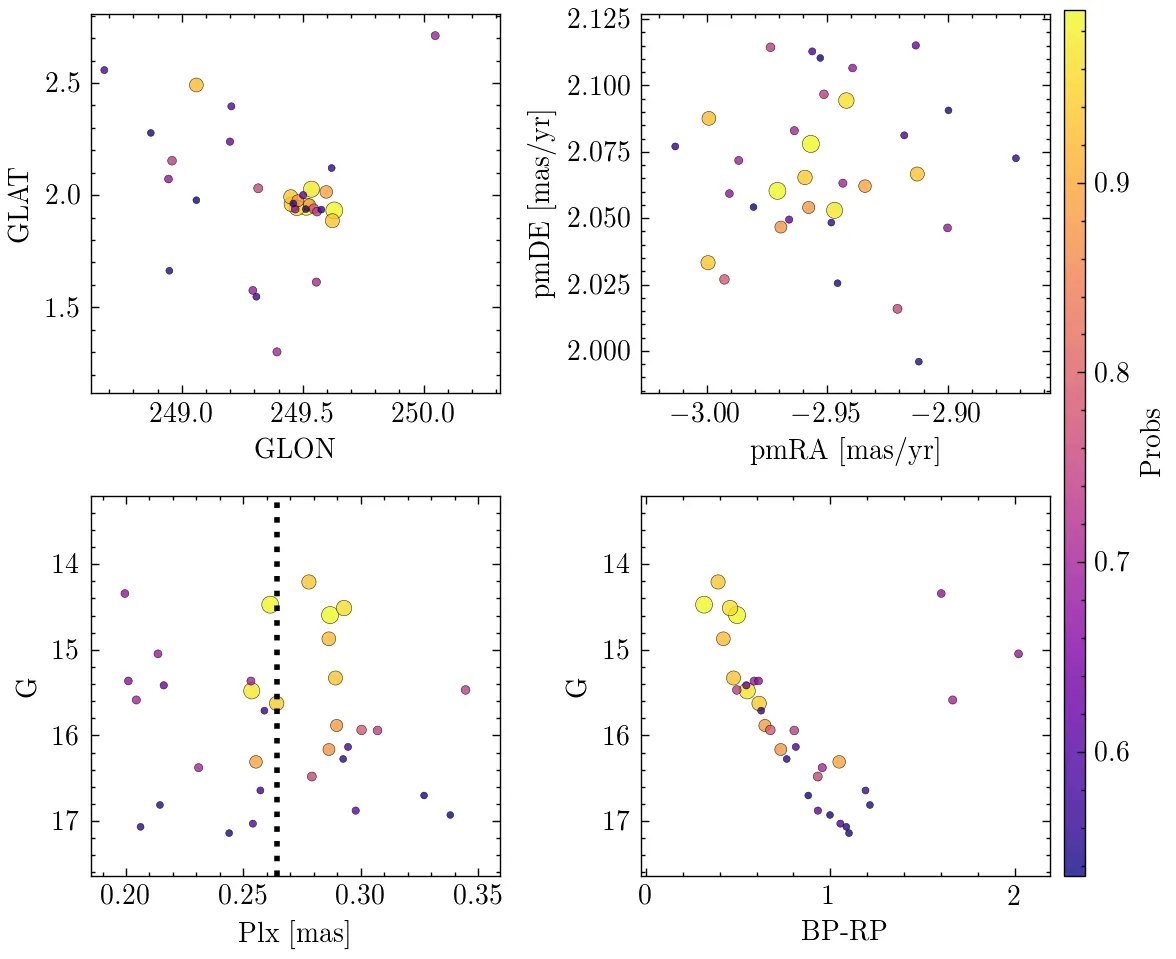 2.5
2.0
1.5
GLAT
249.0 249.5 250.0
GLON
2.125
2.100
2.075
2.050
2.025
2.000
pmDE [mas/yr]
−3.00 −2.95 −2.90
pmRA [mas/yr]
14
15
16
17
G
0.20 0.25 0.30 0.35
Plx [mas]
14
15
16
17
G
0 1 2
BP-RP
0.9
0.8
0.7
0.6
Probs